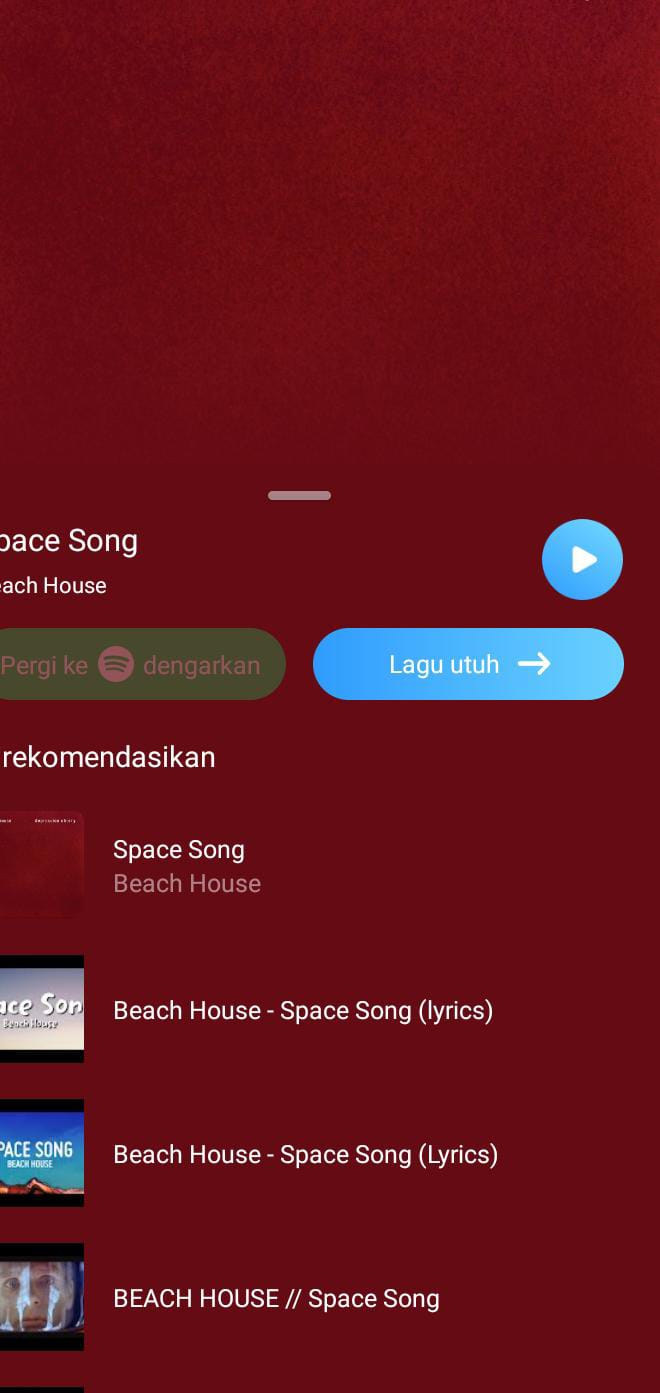 pace Song
each House
Pergi ke dengarkan
Lagu utuh
rekomendasikan
depression cherry
Space Song
Beach House
ace Son
Beach House
Beach House - Space Song (lyrics)
PACE SONG
BEACH HOUSE
Beach House - Space Song (Lyrics)
BEACH HOUSE // Space Song